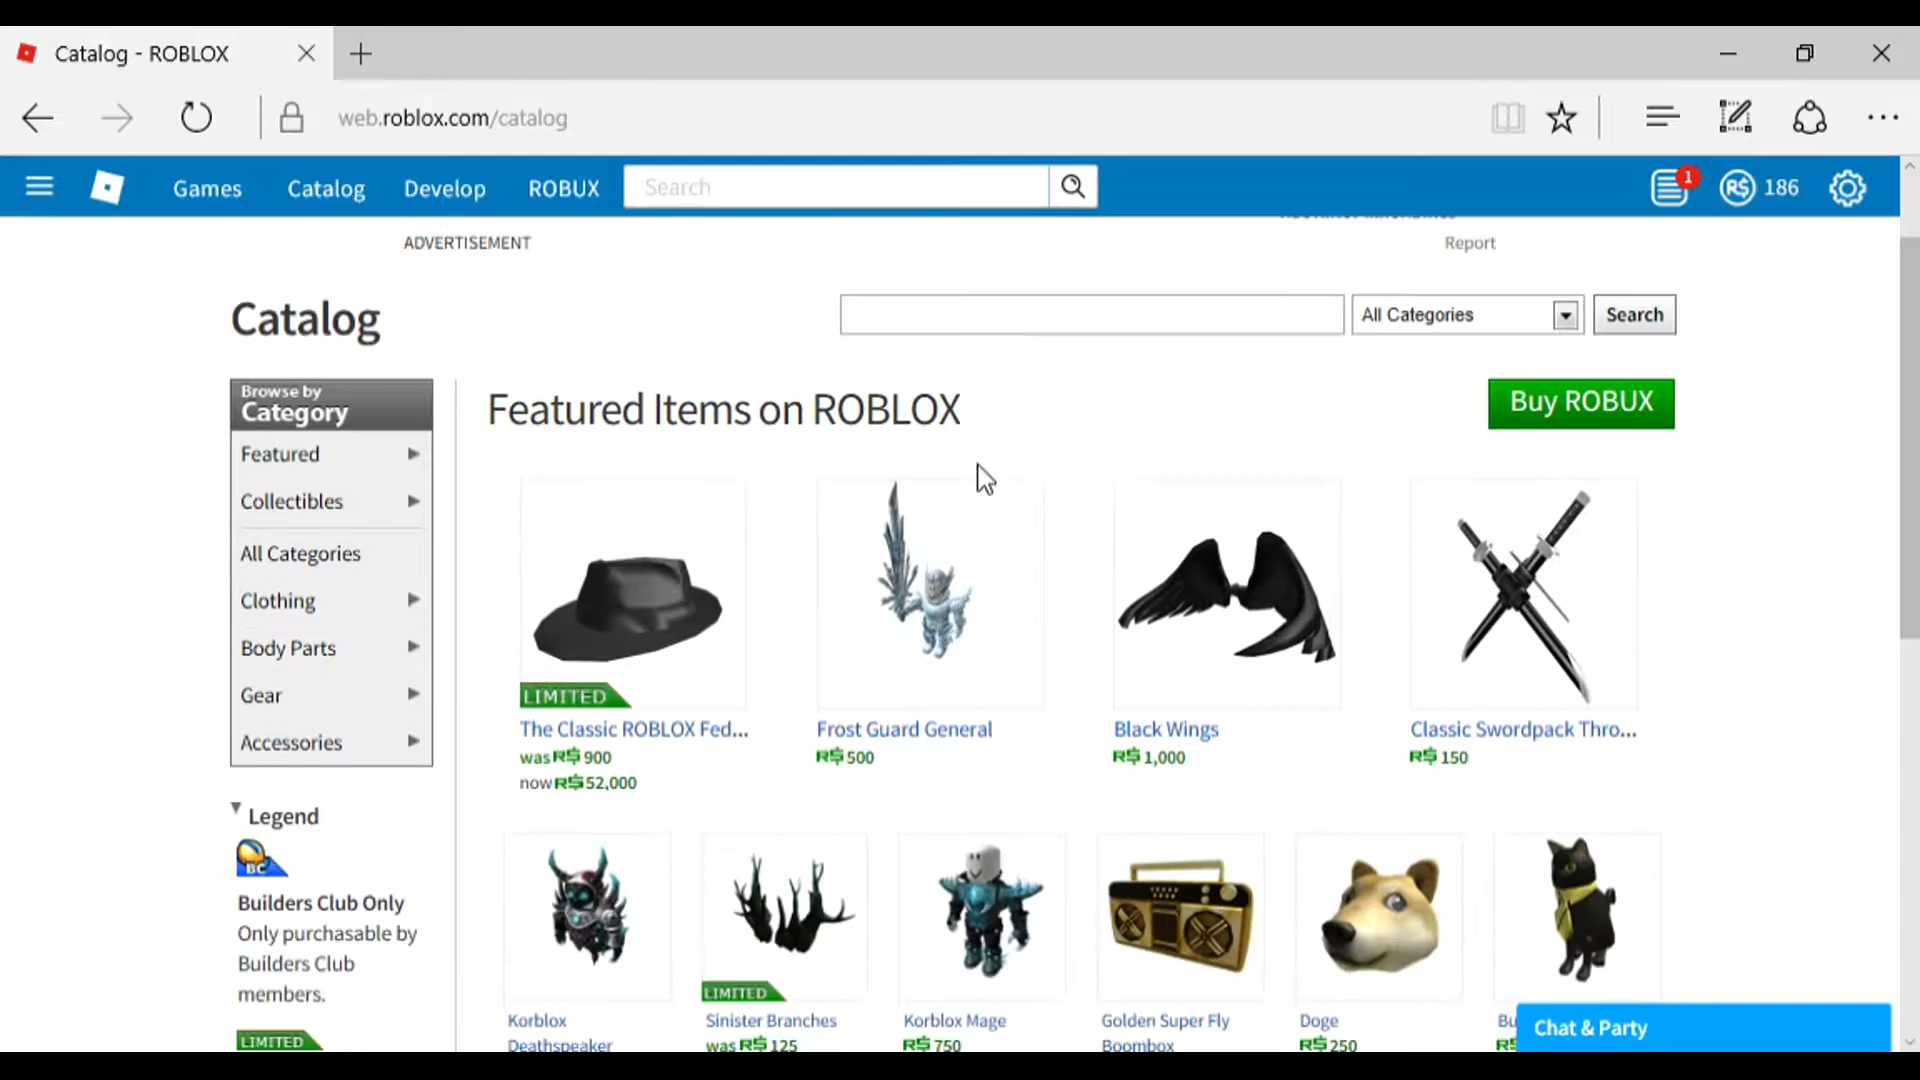 Catalog - ROBLOX
web.roblox.com/catalog
Games
Catalog
Develop
ROBUX
Search
1
R$ 186
ADVERTISEMENT
Report
Catalog
All Categories
Search
Browse by
Category
Featured
Collectibles
All Categories
Clothing
Body Parts
Gear
Accessories
Legend
BC
Builders Club Only
Only purchasable by
Builders Club
members.
LIMITED
Featured Items on ROBLOX
Buy ROBUX
LIMITED
The Classic ROBLOX Fed...
was R$ 900
now R$ 52,000
Frost Guard General
R$ 500
Black Wings
R$ 1,000
Classic Swordpack Thro...
R$ 150
Korblox
Deathspeaker
LIMITED
Sinister Branches
was R$ 125
Korblox Mage
R$ 750
Golden Super Fly
Boombox
Doge
R$ 250
Chat & Party